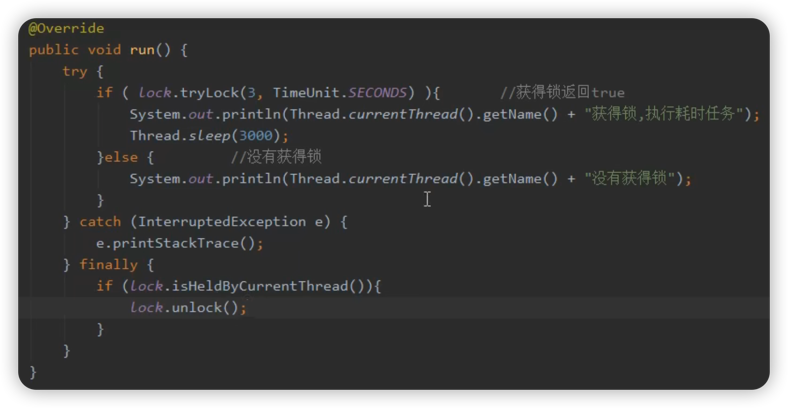 @Override
public void run() {
    try {
        if ( lock.tryLock(3, TimeUnit.SECONDS) ){        //获得锁返回true
            System.out.println(Thread.currentThread().getName() + "获得锁,执行耗时任务");
            Thread.sleep(3000);
        }else {         //没有获得锁
            System.out.println(Thread.currentThread().getName() + "没有获得锁");
        }
    } catch (InterruptedException e) {
        e.printStackTrace();
    } finally {
        if (lock.isHeldByCurrentThread()){
            lock.unlock();
        }
    }
}